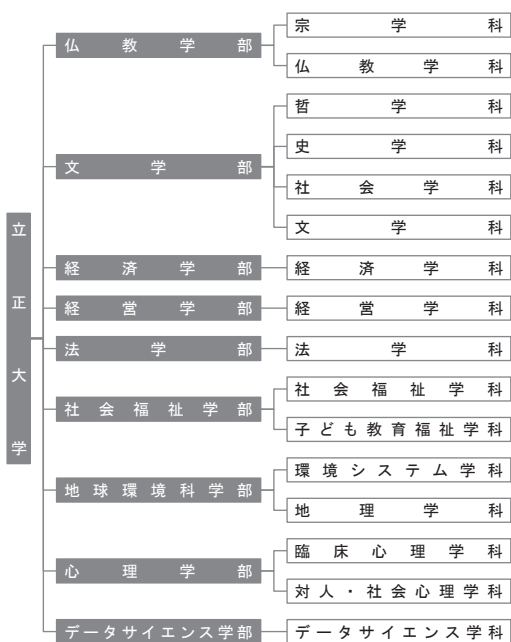 立正大学
仏教学部
宗学科
仏教学科
文学部
哲学科
史学科
社会学科
文学科
経済学部
経済学科
経営学部
経営学科
法学部
法学科
社会福祉学部
社会福祉学科
子ども教育福祉学科
地球環境科学部
環境システム学科
地理学科
心理学部
臨床心理学科
対人・社会心理学科
データサイエンス学部
データサイエンス学科